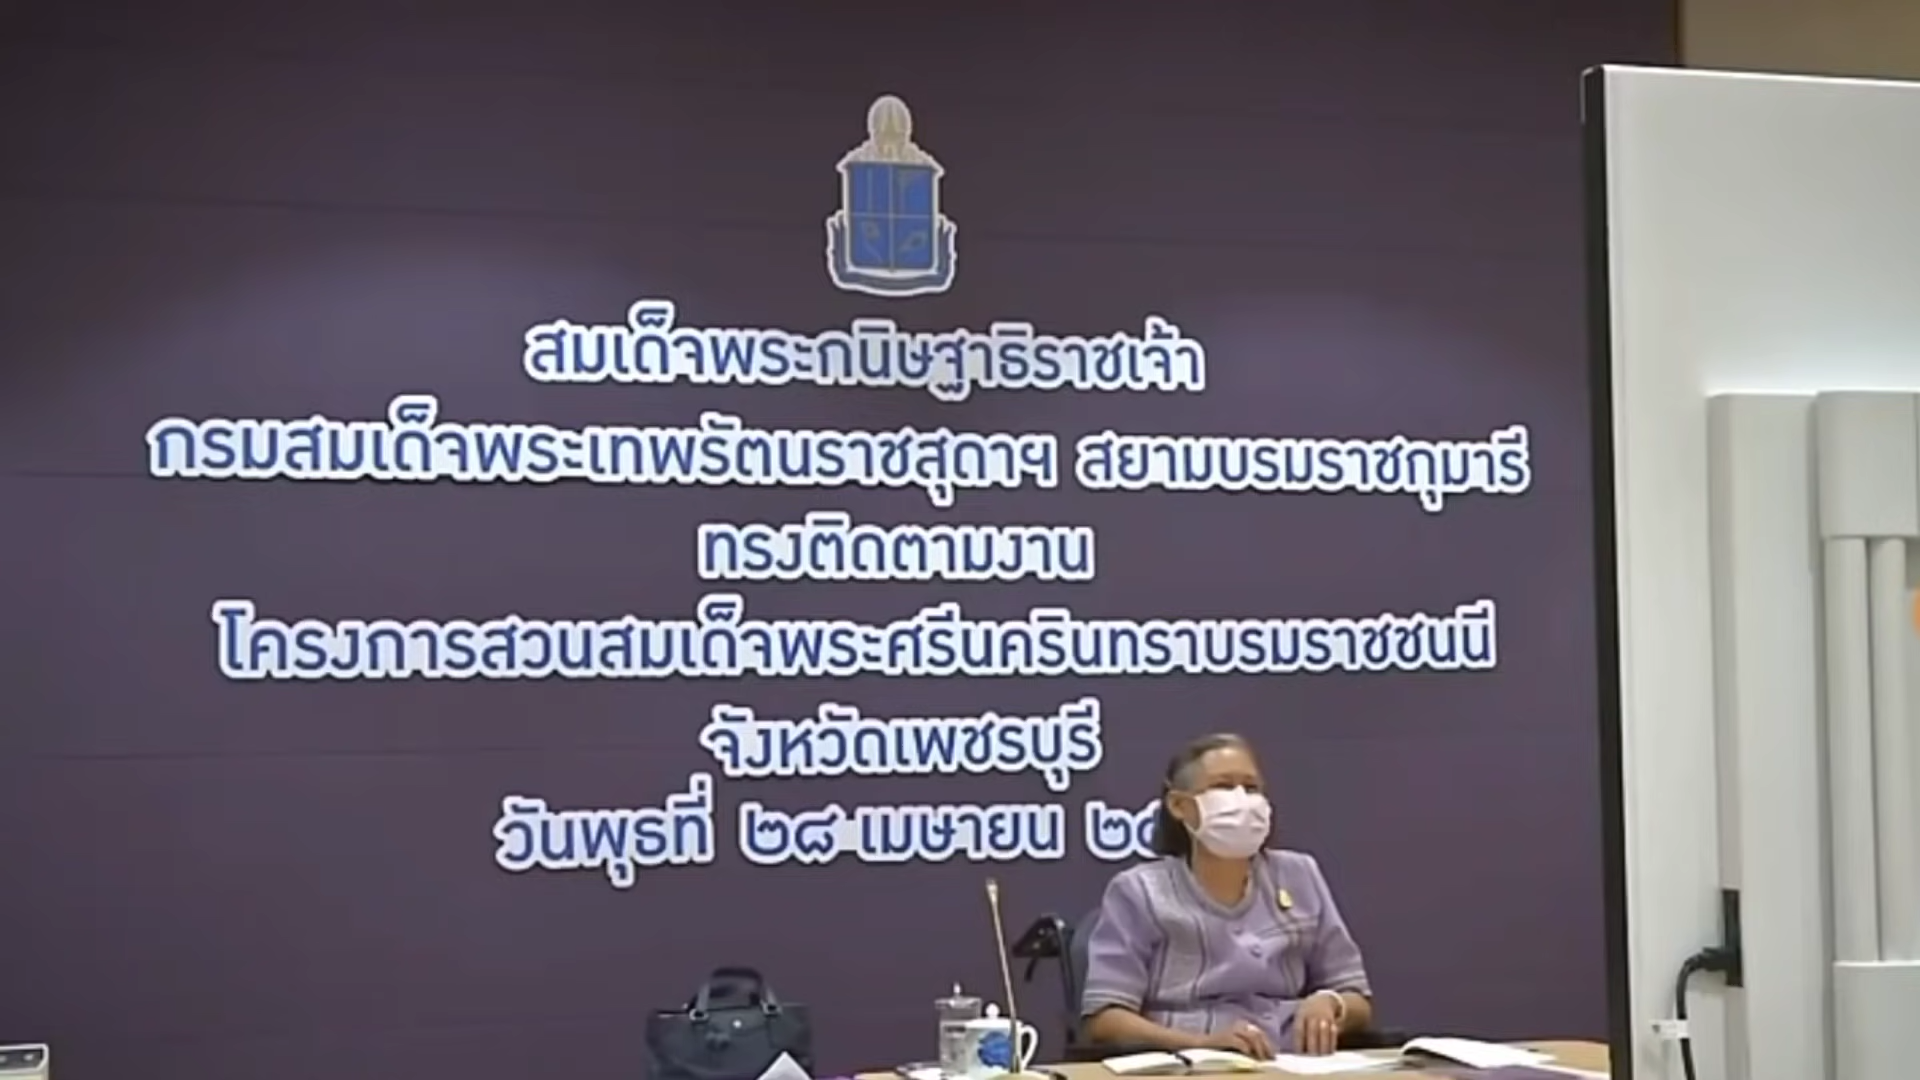 สมเด็จพระกนิษฐาธิราชเจ้า
กรมสมเด็จพระเทพรัตนราชสุดาฯ สยามบรมราชกุมารี
ทรงติดตามงาน
โครงการสวนสมเด็จพระศรีนครินทราบรมราชชนนี
จังหวัดเพชรบุรี
วันพุธที่ ๒๘ เมษายน